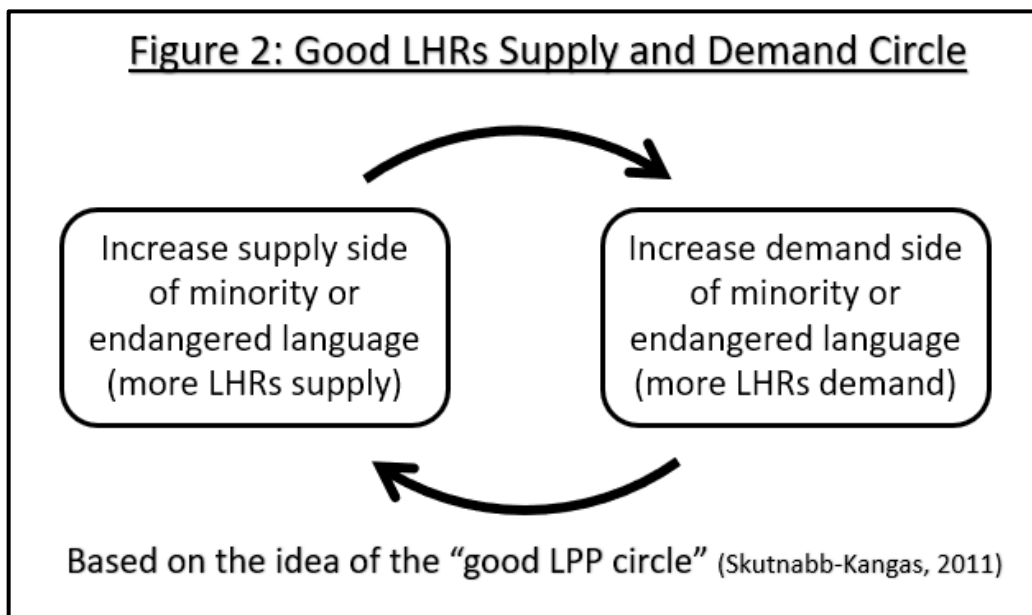 Figure 2: Good LHRs Supply and Demand Circle
Increase supply side
of minority or
endangered language
(more LHRs supply)
Increase demand side
of minority or
endangered language
(more LHRs demand)
Based on the idea of the “good LPP circle” (Skutnabb-Kangas, 2011)